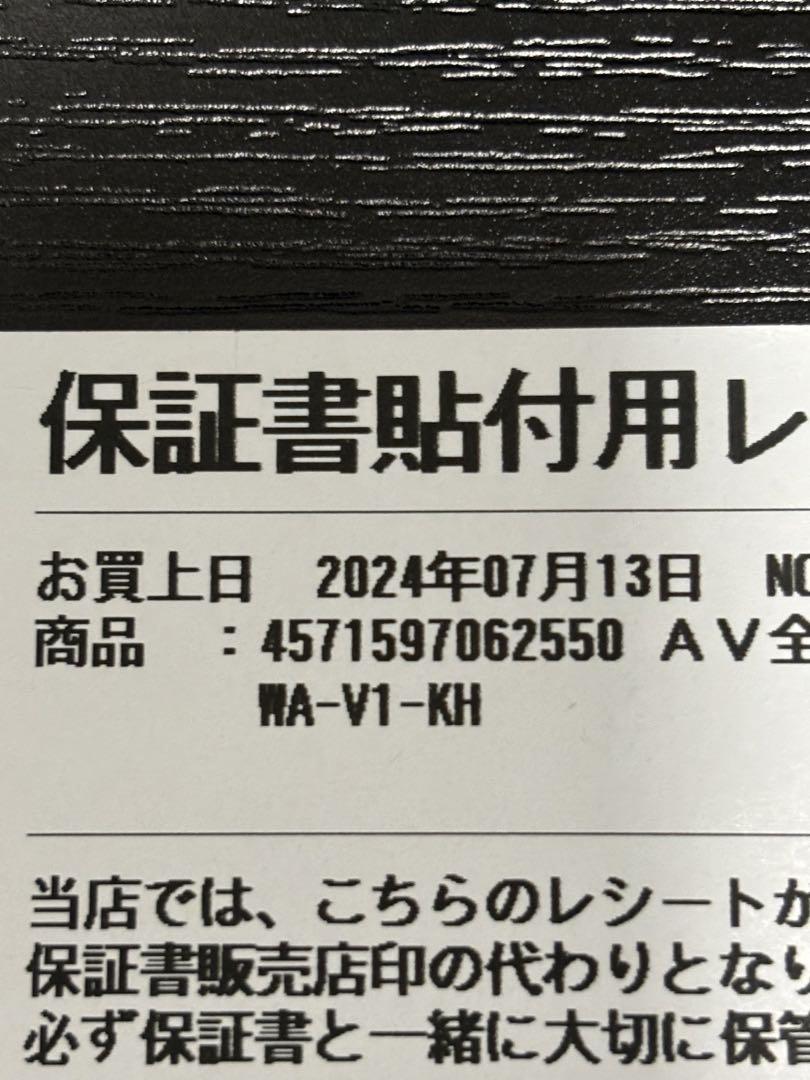 保証書貼付用レ
お買上日 2024年07月13日 NO
商品 :4571597062550 AV全
WA-V1-KH
当店では、こちらのレシートが
保証書販売店印の代わりとなり
必ず保証書と一緒に大切に保管